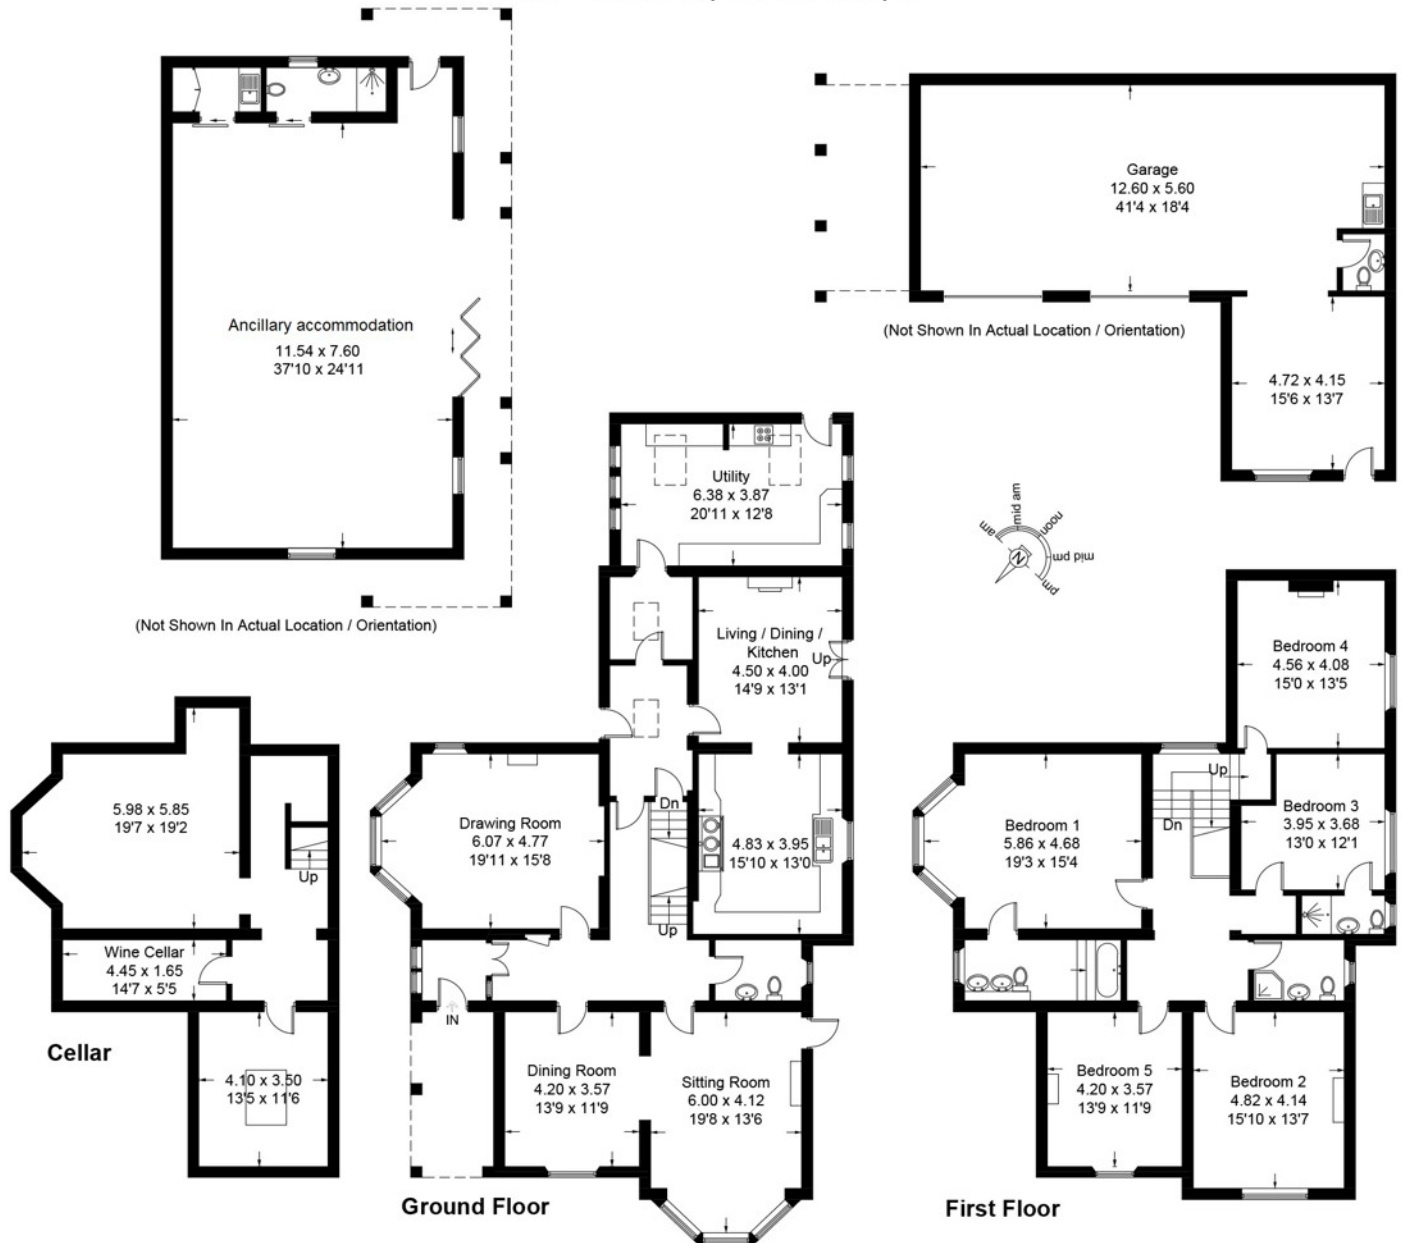 Garage
12.60 x 5.60
41'4 x 18'4
(Not Shown In Actual Location / Orientation)
4.72 x 4.15
15'6 x 13'7
Ancillary accommodation
11.54 x 7.60
37'10 x 24'11
(Not Shown In Actual Location / Orientation)
Utility
6.38 x 3.87
20'11 x 12'8
am
mid am
noon
mid pm
pm
N
Living / Dining /
Kitchen
4.50 x 4.00
14'9 x 13'1
Up
Bedroom 4
4.56 x 4.08
15'0 x 13'5
5.98 x 5.85
19'7 x 19'2
Up
Wine Cellar
4.45 x 1.65
14'7 x 5'5
4.10 x 3.50
13'5 x 11'6
Cellar
Drawing Room
6.07 x 4.77
19'11 x 15'8
Dn
Up
4.83 x 3.95
15'10 x 13'0
IN
Dining Room
4.20 x 3.57
13'9 x 11'9
Sitting Room
6.00 x 4.12
19'8 x 13'6
Ground Floor
Bedroom 1
5.86 x 4.68
19'3 x 15'4
Up
Dn
Bedroom 3
3.95 x 3.68
13'0 x 12'1
Bedroom 5
4.20 x 3.57
13'9 x 11'9
Bedroom 2
4.82 x 4.14
15'10 x 13'7
First Floor